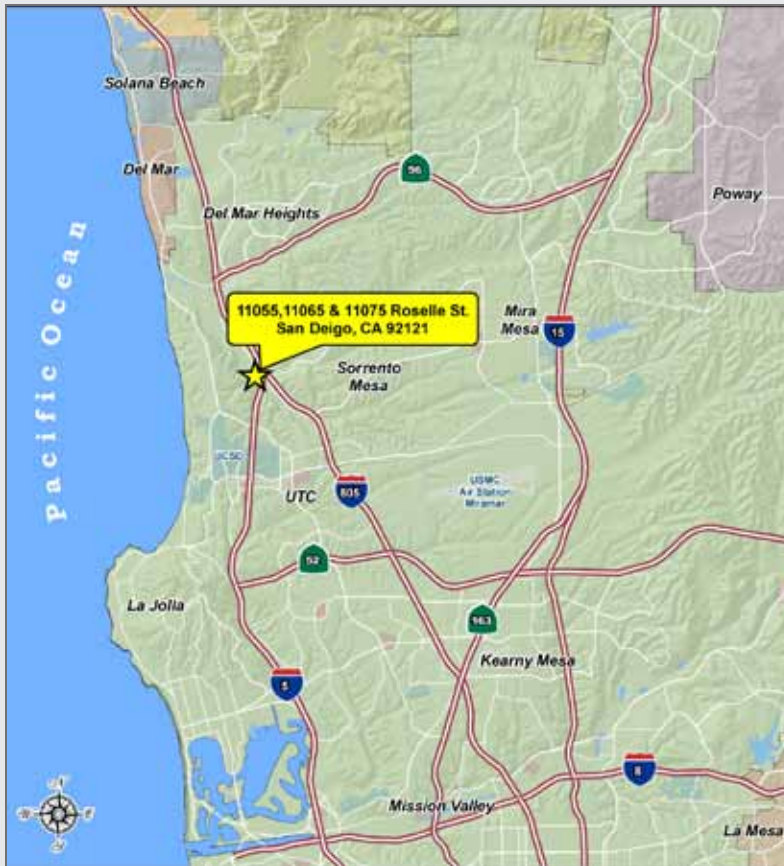 Solana Beach
Del Mar
56
Poway
Del Mar Heights
Pacific Ocean
11055,11065 & 11075 Roselle St.
San Deigo, CA 92121
Mira
Mesa
15
Sorrento
Mesa
UCSD
UTC
805
USMC
Air Station
Miramar
52
La Jolla
163
Kearny Mesa
5
8
N
W
E
S
Mission Valley
La Mesa